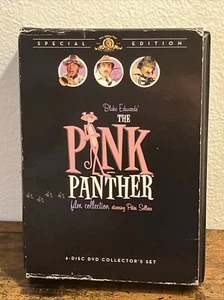 SPECIAL EDITION
Blake Edwards'
THE
PINK
PANTHER
film collection starring Peter Sellers
6-DISC DVD COLLECTOR'S SET